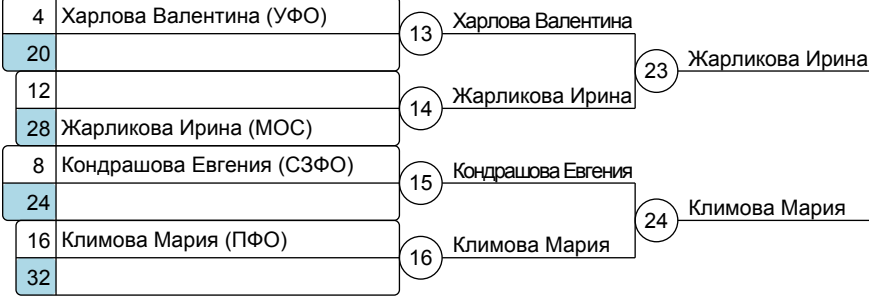 4 Харлова Валентина (УФО)
20
12
28 Жарликова Ирина (МОС)
8 Кондрашова Евгения (СЗФО)
24
16 Климова Мария (ПФО)
32
13 Харлова Валентина
14 Жарликова Ирина
15 Кондрашова Евгения
16 Климова Мария
23 Жарликова Ирина
24 Климова Мария